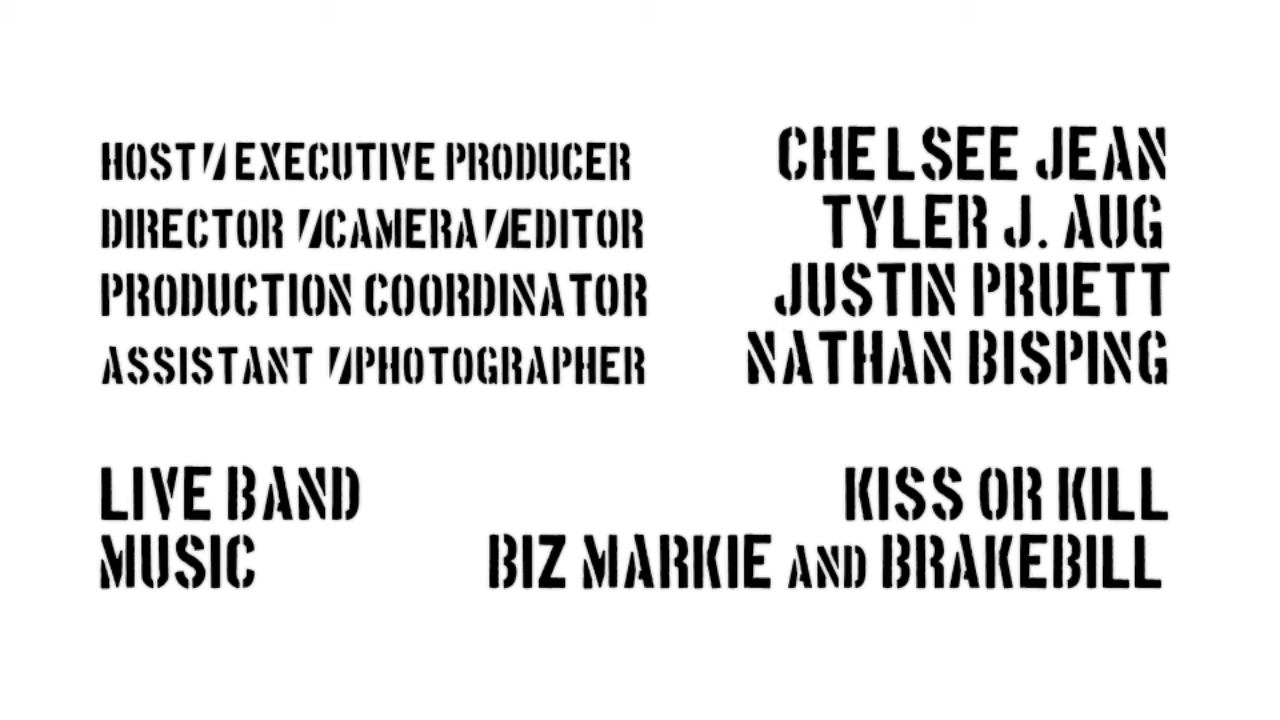 HOST/EXECUTIVE PRODUCER CHELSEE JEAN
DIRECTOR /CAMERA/EDITOR TYLER J. AUG
PRODUCTION COORDINATOR JUSTIN PRUETT
ASSISTANT /PHOTOGRAPHER NATHAN BISPING
LIVE BAND KISS OR KILL
MUSIC BIZ MARKIE AND BRAKEBILL